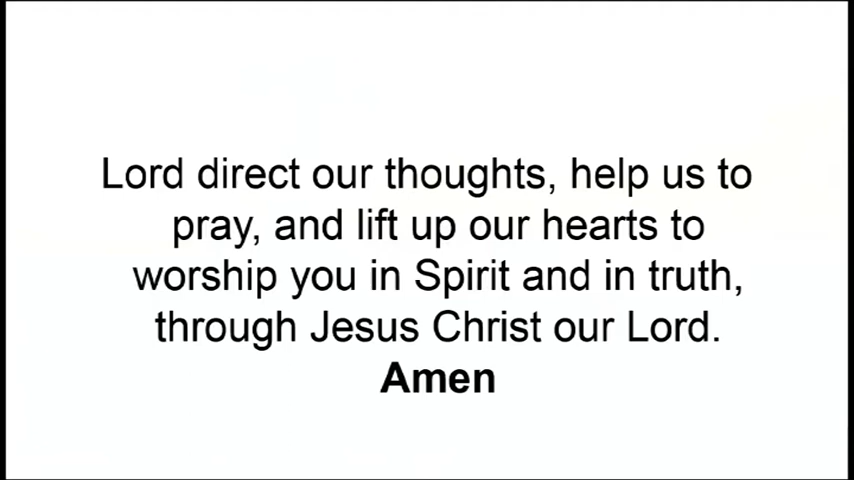 Lord direct our thoughts, help us to
pray, and lift up our hearts to
worship you in Spirit and in truth,
through Jesus Christ our Lord.
Amen